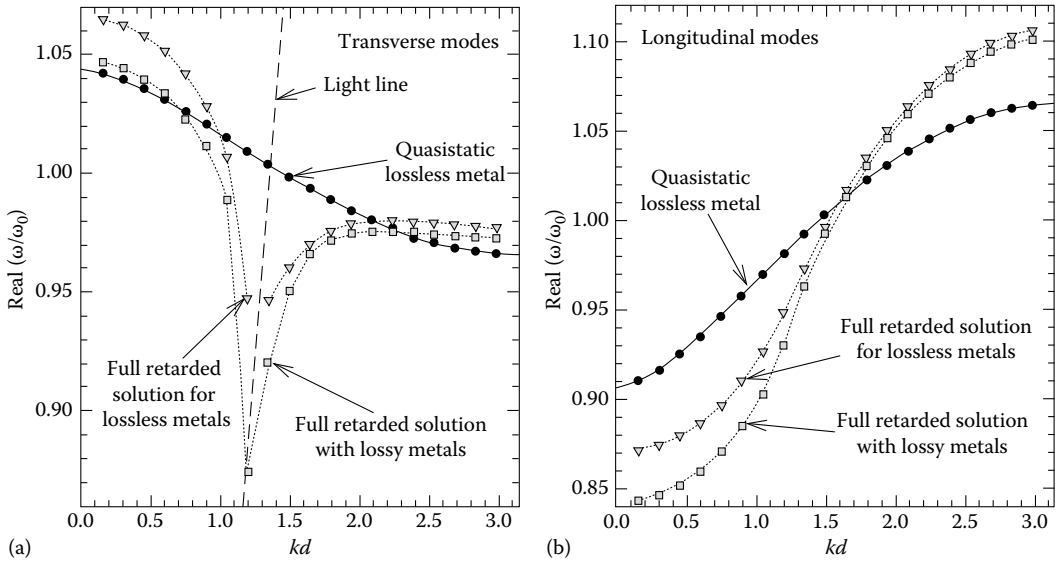 1.05
1.00
0.95
0.90
Real (ω/ω0)
Transverse modes
Light line
Quasistatic
lossless metal
Full retarded
solution for
lossless metals
Full retarded solution
with lossy metals
0.0 0.5 1.0 1.5 2.0 2.5 3.0
(a)
kd
1.10
1.05
1.00
0.95
0.90
0.85
Real (ω/ω0)
Longitudinal modes
Quasistatic
lossless metal
Full retarded solution
for lossless metals
Full retarded solution
with lossy metals
0.0 0.5 1.0 1.5 2.0 2.5 3.0
(b)
kd